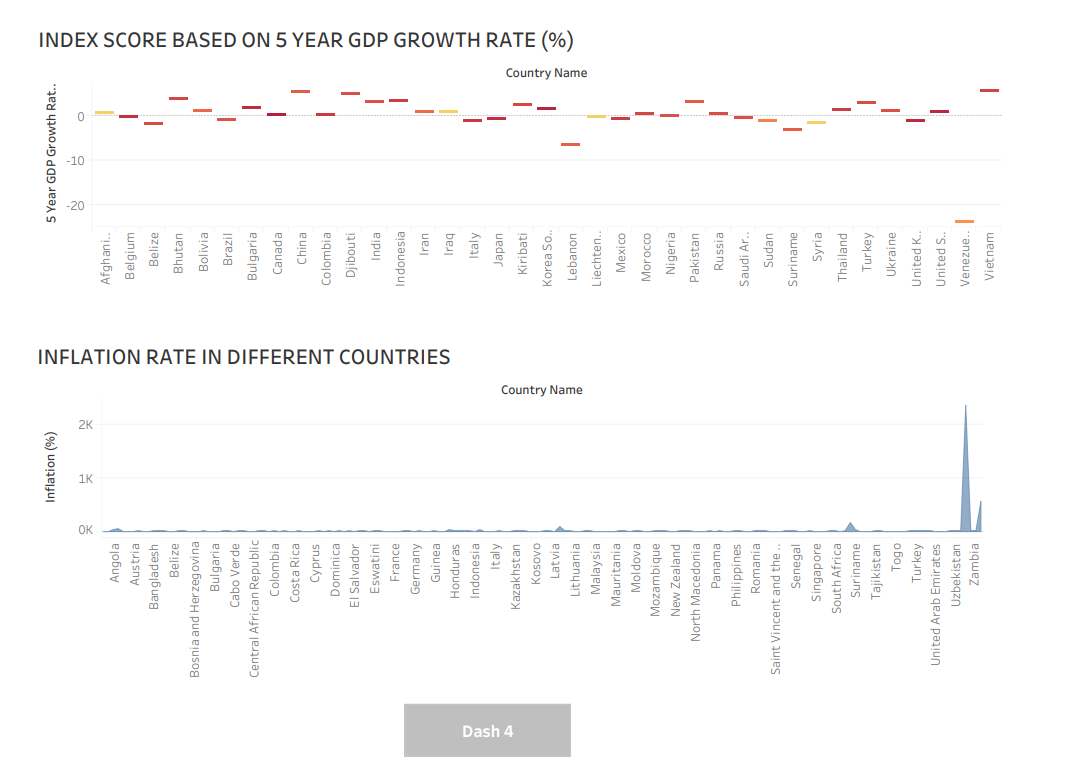 INDEX SCORE BASED ON 5 YEAR GDP GROWTH RATE (%)
Country Name
5 Year GDP Growth Rat..
0
-10
-20
Afghani..
Belgium
Belize
Bhutan
Bolivia
Brazil
Bulgaria
Canada
China
Colombia
Djibouti
India
Indonesia
Iran
Iraq
Italy
Japan
Kiribati
Korea So..
Lebanon
Liechten..
Mexico
Morocco
Nigeria
Pakistan
Russia
Saudi Ar..
Sudan
Suriname
Syria
Thailand
Turkey
Ukraine
United K..
United S..
Venezue..
Vietnam
INFLATION RATE IN DIFFERENT COUNTRIES
Country Name
Inflation (%)
2K
1K
0K
Angola
Austria
Bangladesh
Belize
Bosnia and Herzegovina
Bulgaria
Cabo Verde
Central African Republic
Colombia
Costa Rica
Cyprus
Dominica
El Salvador
Eswatini
France
Germany
Guinea
Honduras
Indonesia
Italy
Kazakhstan
Kosovo
Latvia
Lithuania
Malaysia
Mauritania
Moldova
Mozambique
New Zealand
North Macedonia
Panama
Philippines
Romania
Saint Vincent and the ..
Senegal
Singapore
South Africa
Suriname
Tajikistan
Togo
Turkey
United Arab Emirates
Uzbekistan
Zambia
Dash 4